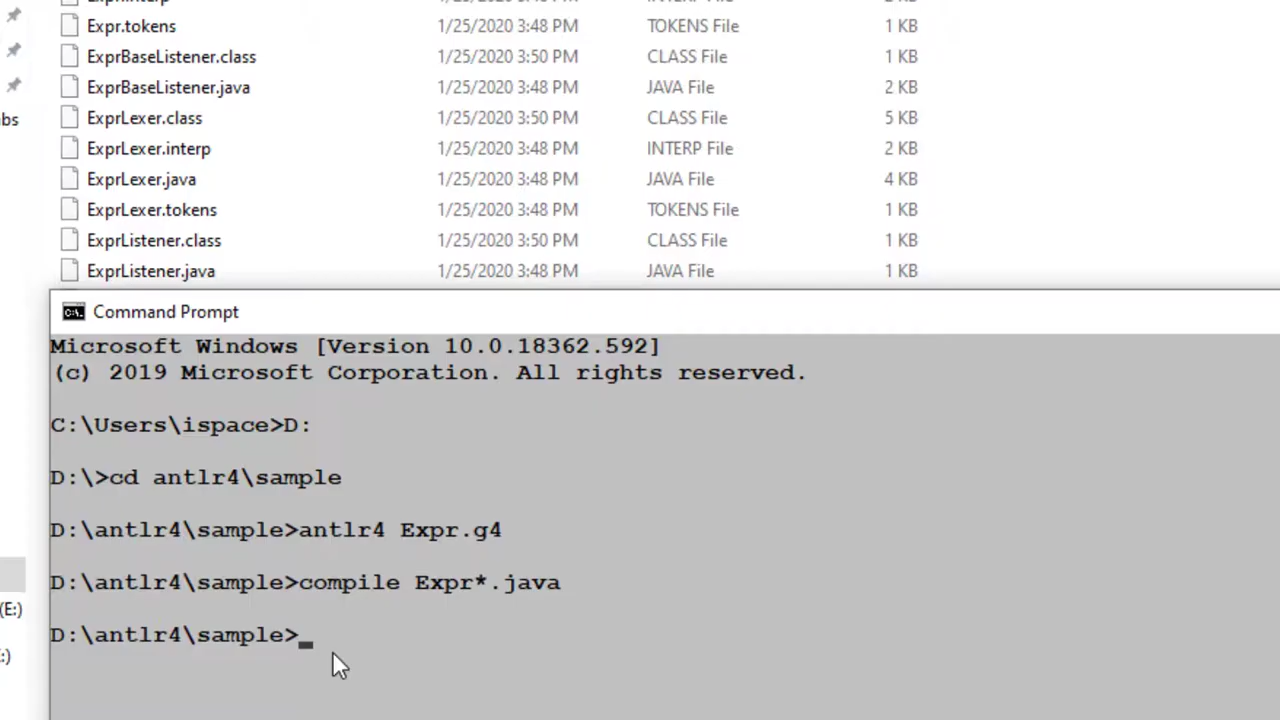 Expr.tokens 1/25/2020 3:48 PM TOKENS File 1 KB
ExprBaseListener.class 1/25/2020 3:50 PM CLASS File 1 KB
ExprBaseListener.java 1/25/2020 3:48 PM JAVA File 2 KB
abs ExprLexer.class 1/25/2020 3:50 PM CLASS File 5 KB
ExprLexer.interp 1/25/2020 3:48 PM INTERP File 2 KB
ExprLexer.java 1/25/2020 3:48 PM JAVA File 4 KB
ExprLexer.tokens 1/25/2020 3:48 PM TOKENS File 1 KB
ExprListener.class 1/25/2020 3:50 PM CLASS File 1 KB
ExprListener.java 1/25/2020 3:48 PM JAVA File 1 KB
Command Prompt
Microsoft Windows [Version 10.0.18362.592]
(c) 2019 Microsoft Corporation. All rights reserved.
C:\Users\ispace>D:
D:\>cd antlr4\sample
D:\antlr4\sample>antlr4 Expr.g4
D:\antlr4\sample>compile Expr*.java
(E:)
D:\antlr4\sample>
:)